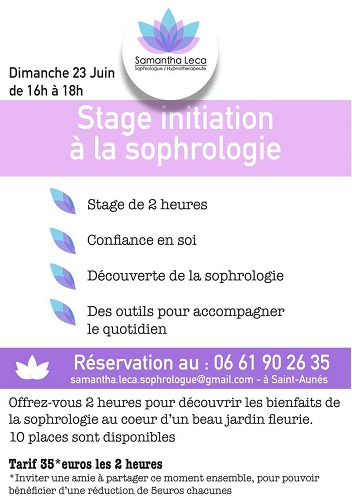 Samantha Leca
Sophrologue / Hypnothérapeute
Dimanche 23 Juin
de 16h à 18h
Stage initiation
à la sophrologie
Stage de 2 heures
Confiance en soi
Découverte de la sophrologie
Des outils pour accompagner
le quotidien
Réservation au : 06 61 90 26 35
samantha.leca.sophrologue@gmail.com - à Saint-Aunés
Offrez-vous 2 heures pour découvrir les bienfaits de
la sophrologie au coeur d'un beau jardin fleurie.
10 places sont disponibles
Tarif 35*euros les 2 heures
*Inviter une amie à partager ce moment ensemble, pour pouvoir
bénéficier d'une réduction de 5euros chacunes